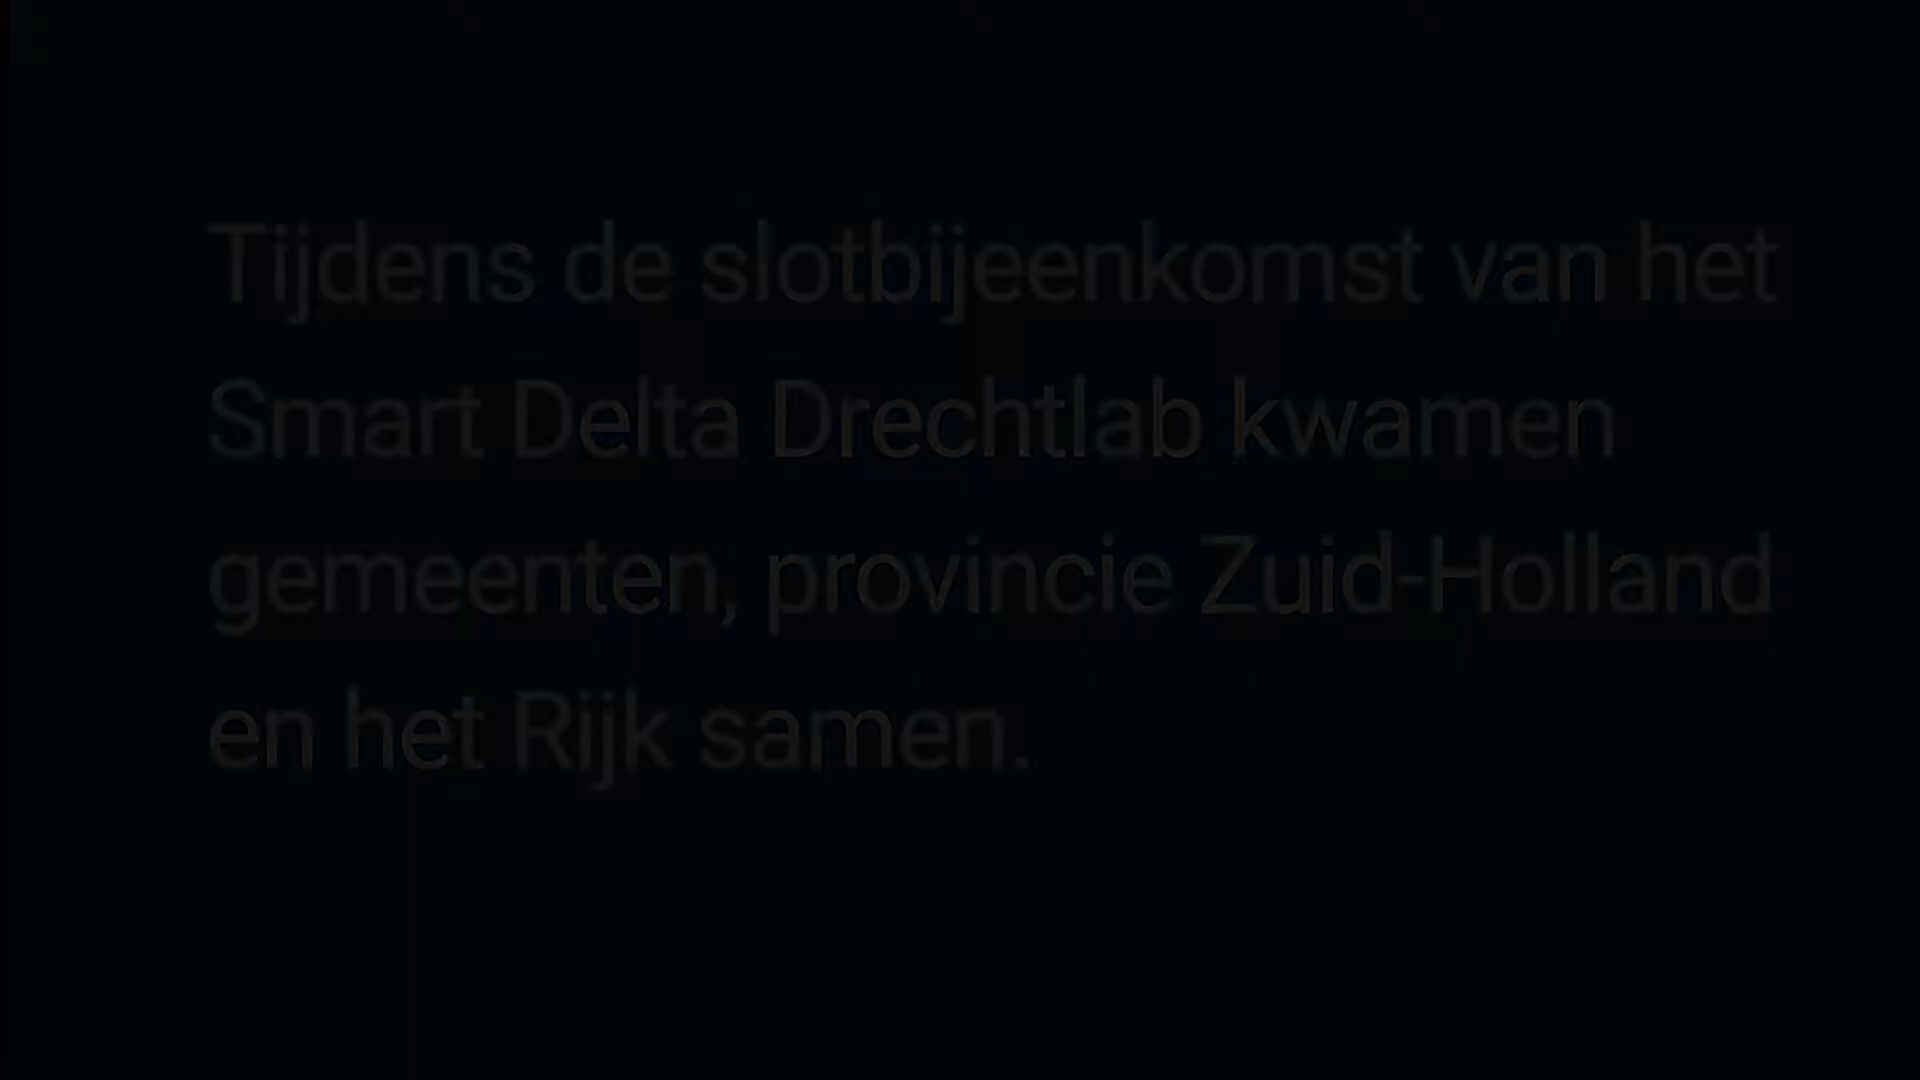 Tijdens de slotbijeenkomst van het
Smart Delta Drechtlab kwamen
gemeenten, provincie Zuid-Holland
en het Rijk samen.